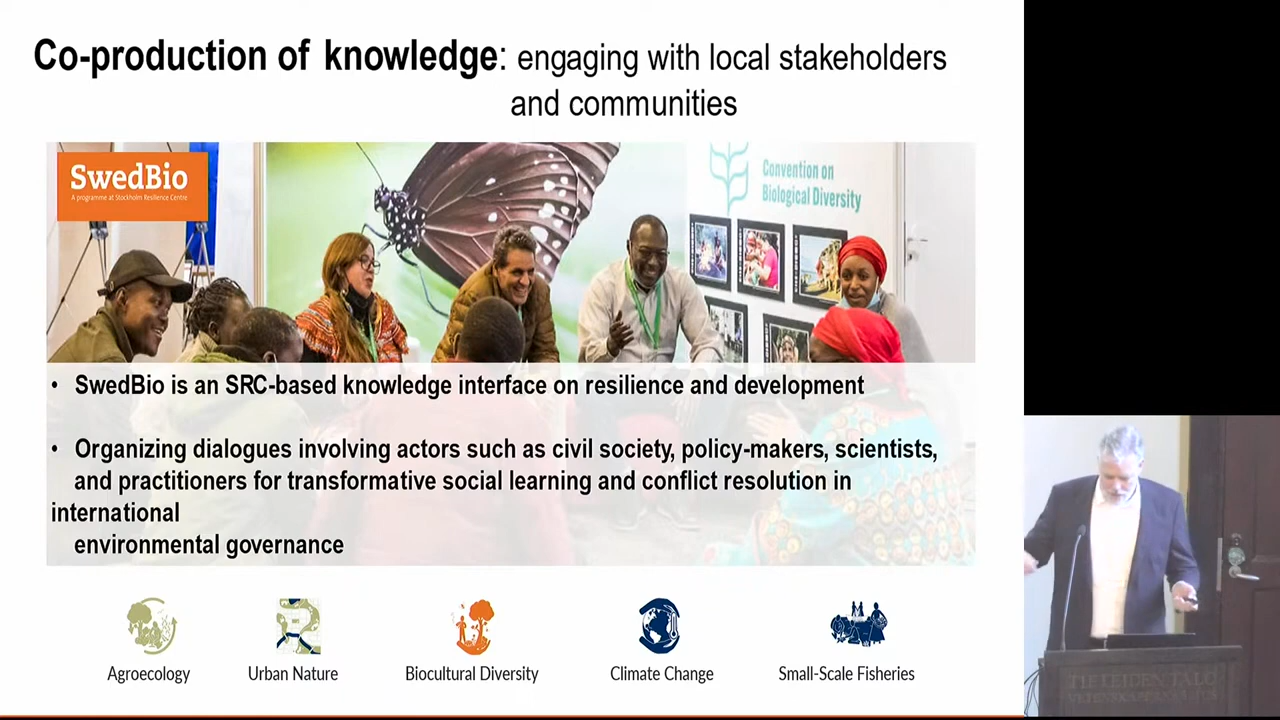 Co-production of knowledge: engaging with local stakeholders
and communities
SwedBio
A programme at Stockholm Resilience Centre
Convention on
Biological Diversity
• SwedBio is an SRC-based knowledge interface on resilience and development
• Organizing dialogues involving actors such as civil society, policy-makers, scientists,
and practitioners for transformative social learning and conflict resolution in
international
environmental governance
Agroecology
Urban Nature
Biocultural Diversity
Climate Change
Small-Scale Fisheries